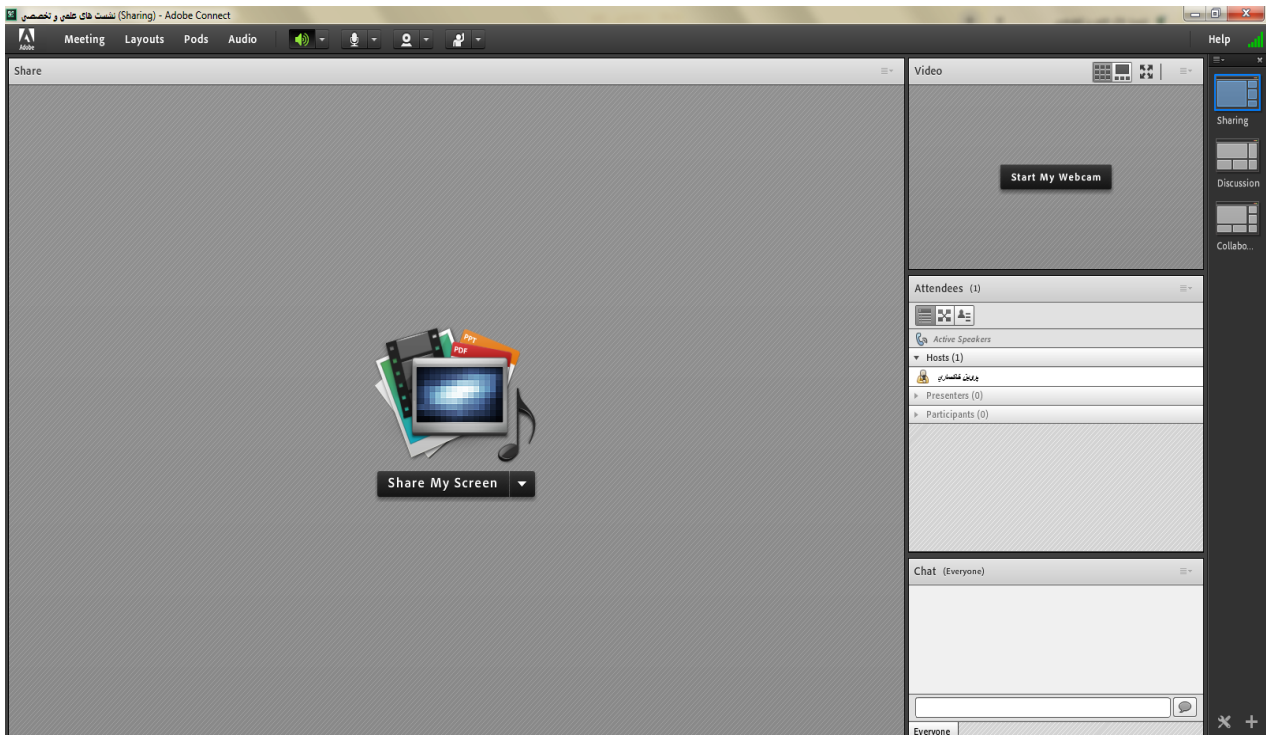 نشست های علمی و تخصصی (Sharing) - Adobe Connect
Adobe
Meeting Layouts Pods Audio Help
Share
Video
Sharing
Start My Webcam
Discussion
Collabo...
Attendees (1)
Active Speakers
Hosts (1)
پروین خاکساری
Presenters (0)
Participants (0)
PPT
PDF
Share My Screen
Chat (Everyone)
Everyone